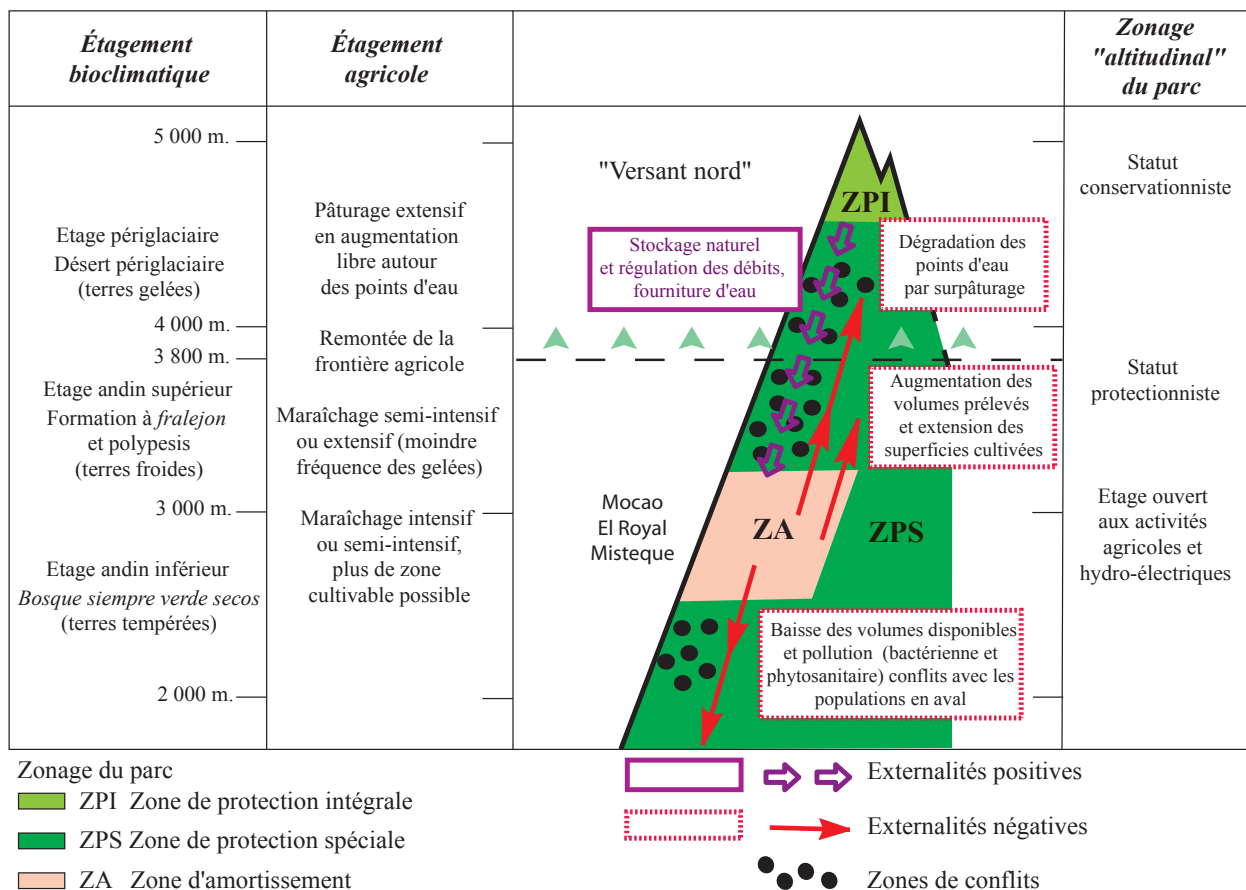 Étagement
bioclimatique
Étagement
agricole
Zonage
"altitudinal"
du parc
5 000 m.
Etage périglaciaire
Désert périglaciaire
(terres gelées)
4 000 m.
3 800 m.
Etage andin supérieur
Formation à fralejon
et polypesis
(terres froides)
3 000 m.
Etage andin inférieur
Bosque siempre verde secos
(terres tempérées)
2 000 m.
Pâturage extensif
en augmentation
libre autour
des points d'eau
Remontée de la
frontière agricole
Maraîchage semi-intensif
ou extensif (moindre
fréquence des gelées)
Maraîchage intensif
ou semi-intensif,
plus de zone
cultivable possible
"Versant nord"
ZPI
Stockage naturel
et régulation des débits,
fourniture d'eau
Dégradation des
points d'eau
par surpâturage
Augmentation des
volumes prélevés
et extension des
superficies cultivées
Mocao
El Royal
Misteque
ZA
ZPS
Baisse des volumes disponibles
et pollution (bactérienne et
phytosanitaire) conflits avec les
populations en aval
Statut
conservationniste
Statut
protectionniste
Etage ouvert
aux activités
agricoles et
hydro-électriques
Zonage du parc
ZPI Zone de protection intégrale
ZPS Zone de protection spéciale
ZA Zone d'amortissement
Externalités positives
Externalités négatives
Zones de conflits